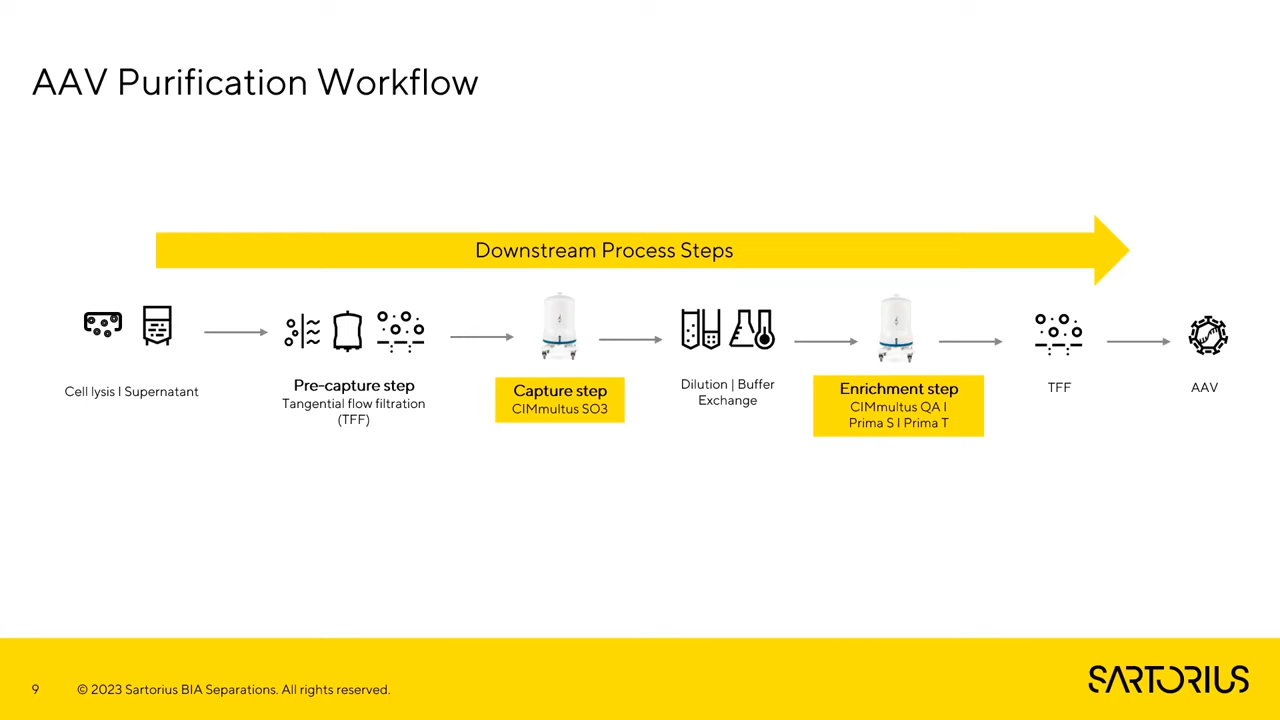 AAV Purification Workflow
Downstream Process Steps
Cell lysis I Supernatant
Pre-capture step
Tangential flow filtration
(TFF)
Capture step
CIMmultus SO3
Dilution | Buffer
Exchange
Enrichment step
CIMmultus QA I
Prima S I Prima T
TFF
AAV
9
© 2023 Sartorius BIA Separations. All rights reserved.
SARTORIUS